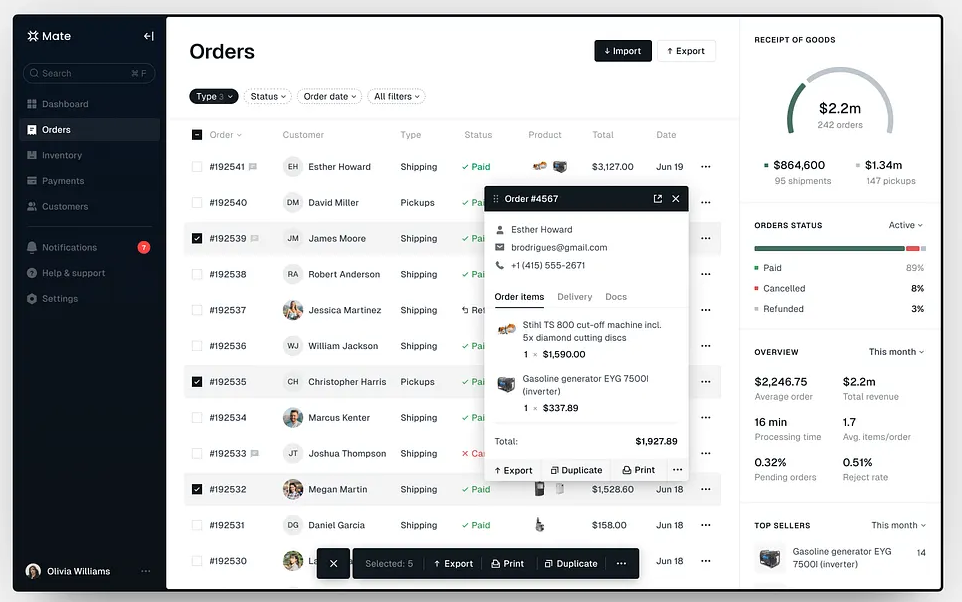 Mate
Search ⌘ F
Dashboard
Orders
Inventory
Payments
Customers
Notifications 7
Help & support
Settings
Olivia Williams
Orders
↓ Import
↑ Export
Type 3
Status
Order date
All filters
Order Customer Type Status Product Total Date
#192541 EH Esther Howard Shipping ✓ Paid $3,127.00 Jun 19
#192540 DM David Miller Pickups
#192539 JM James Moore Shipping
#192538 RA Robert Anderson Shipping
#192537 Jessica Martinez Shipping
#192536 WJ William Jackson Shipping
#192535 CH Christopher Harris Pickups
#192534 Marcus Kenter Shipping
#192533 JT Joshua Thompson Shipping
#192532 Megan Martin Shipping ✓ Paid $1,528.60 Jun 18
#192531 DG Daniel Garcia Shipping ✓ Paid $158.00 Jun 18
#192530 Jun 18
Order #4567
Esther Howard
brodrigues@gmail.com
+1 (415) 555-2671
Order items Delivery Docs
Stihl TS 800 cut-off machine incl.
5x diamond cutting discs
1 × $1,590.00
Gasoline generator EYG 7500I
(inverter)
1 × $337.89
Total: $1,927.89
↑ Export Duplicate Print ...
Selected: 5 ↑ Export Print Duplicate ...
RECEIPT OF GOODS
$2.2m
242 orders
$864,600 $1.34m
95 shipments 147 pickups
ORDERS STATUS Active
Paid 89%
Cancelled 8%
Refunded 3%
OVERVIEW This month
$2,246.75 $2.2m
Average order Total revenue
16 min 1.7
Processing time Avg. items/order
0.32% 0.51%
Pending orders Reject rate
TOP SELLERS This month
Gasoline generator EYG 14
7500I (inverter)